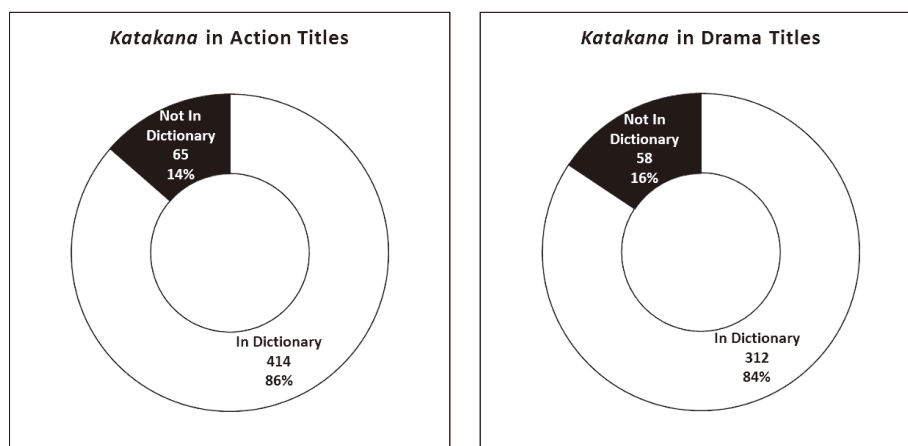 Katakana in Action Titles
Not In
Dictionary
65
14%
In Dictionary
414
86%
Katakana in Drama Titles
Not In
Dictionary
58
16%
In Dictionary
312
84%